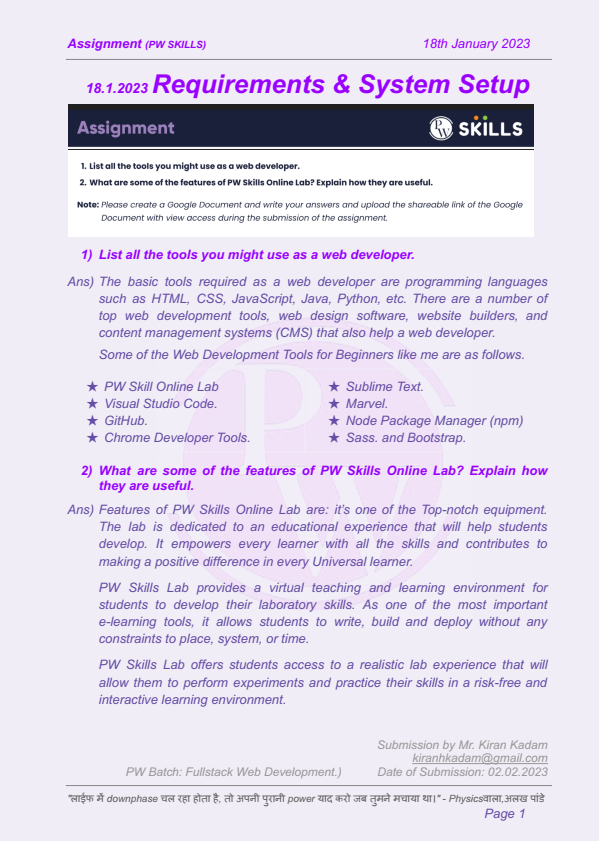 Assignment (PW SKILLS) 18th January 2023
18.1.2023 Requirements & System Setup
Assignment PW SKILLS
1. List all the tools you might use as a web developer.
2. What are some of the features of PW Skills Online Lab? Explain how they are useful.
Note: Please create a Google Document and write your answers and upload the shareable link of the Google
Document with view access during the submission of the assignment.
1) List all the tools you might use as a web developer.
Ans) The basic tools required as a web developer are programming languages
such as HTML, CSS, JavaScript, Java, Python, etc. There are a number of
top web development tools, web design software, website builders, and
content management systems (CMS) that also help a web developer.
Some of the Web Development Tools for Beginners like me are as follows.
★ PW Skill Online Lab
★ Visual Studio Code.
★ GitHub.
★ Chrome Developer Tools.
★ Sublime Text.
★ Marvel.
★ Node Package Manager (npm)
★ Sass. and Bootstrap.
2) What are some of the features of PW Skills Online Lab? Explain how
they are useful.
Ans) Features of PW Skills Online Lab are: it's one of the Top-notch equipment.
The lab is dedicated to an educational experience that will help students
develop. It empowers every learner with all the skills and contributes to
making a positive difference in every Universal learner.
PW Skills Lab provides a virtual teaching and learning environment for
students to develop their laboratory skills. As one of the most important
e-learning tools, it allows students to write, build and deploy without any
constraints to place, system, or time.
PW Skills Lab offers students access to a realistic lab experience that will
allow them to perform experiments and practice their skills in a risk-free and
interactive learning environment.
Submission by Mr. Kiran Kadam
kiranhkadam@gmail.com
PW Batch: Fullstack Web Development.) Date of Submission: 02.02.2023
"लाईफ में downphase चल रहा होता है, तो अपनी पुरानी power याद करो जब तुमने मचाया था।" - Physicsवाला,अलख पांडे
Page 1